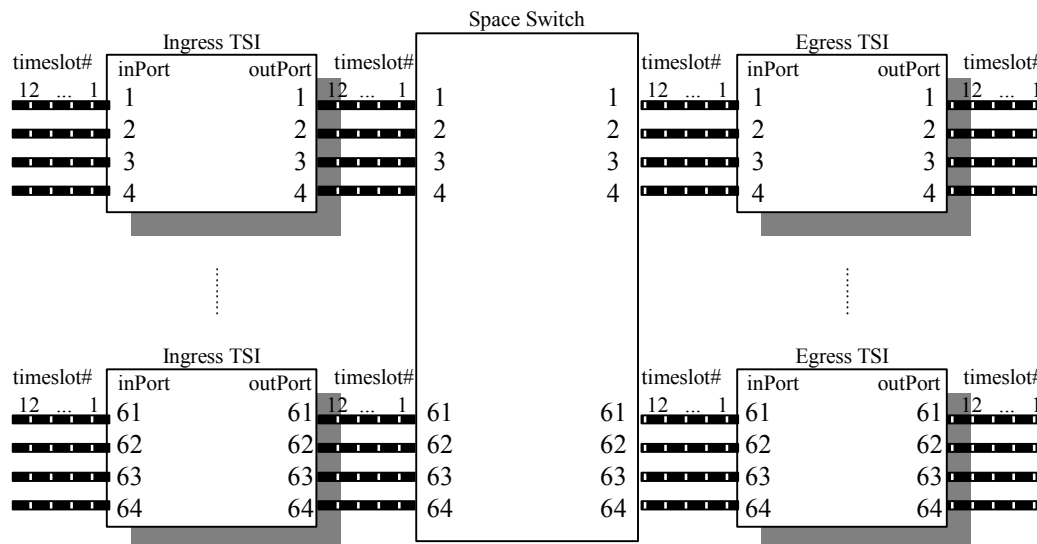 Space Switch
Ingress TSI
Egress TSI
timeslot# inPort outPort timeslot# timeslot# inPort outPort timeslot#
12 ... 1 12 ... 1 12 ... 1 12 ... 1
1 1 1 1 1 1
2 2 2 2 2 2
3 3 3 3 3 3
4 4 4 4 4 4
Ingress TSI
Egress TSI
timeslot# inPort outPort timeslot# timeslot# inPort outPort timeslot#
12 ... 1 12 ... 1 12 ... 1 12 ... 1
61 61 61 61 61 61
62 62 62 62 62 62
63 63 63 63 63 63
64 64 64 64 64 64